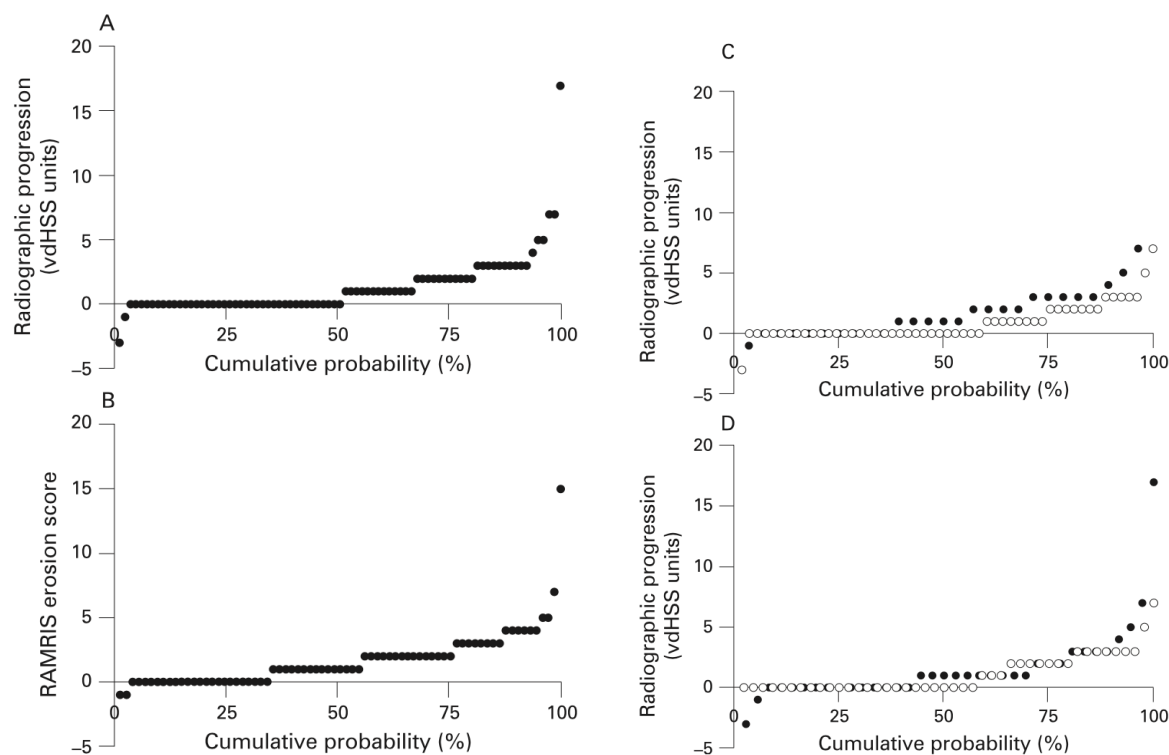 A
20
15
10
5
0
−5
Radiographic progression
(vdHSS units)
0
25
50
75
100
Cumulative probability (%)
B
20
15
10
5
0
−5
RAMRIS erosion score
0
25
50
75
100
Cumulative probability (%)
C
20
15
10
5
0
−5
Radiographic progression
(vdHSS units)
0
25
50
75
100
Cumulative probability (%)
D
20
15
10
5
0
−5
Radiographic progression
(vdHSS units)
0
25
50
75
100
Cumulative probability (%)